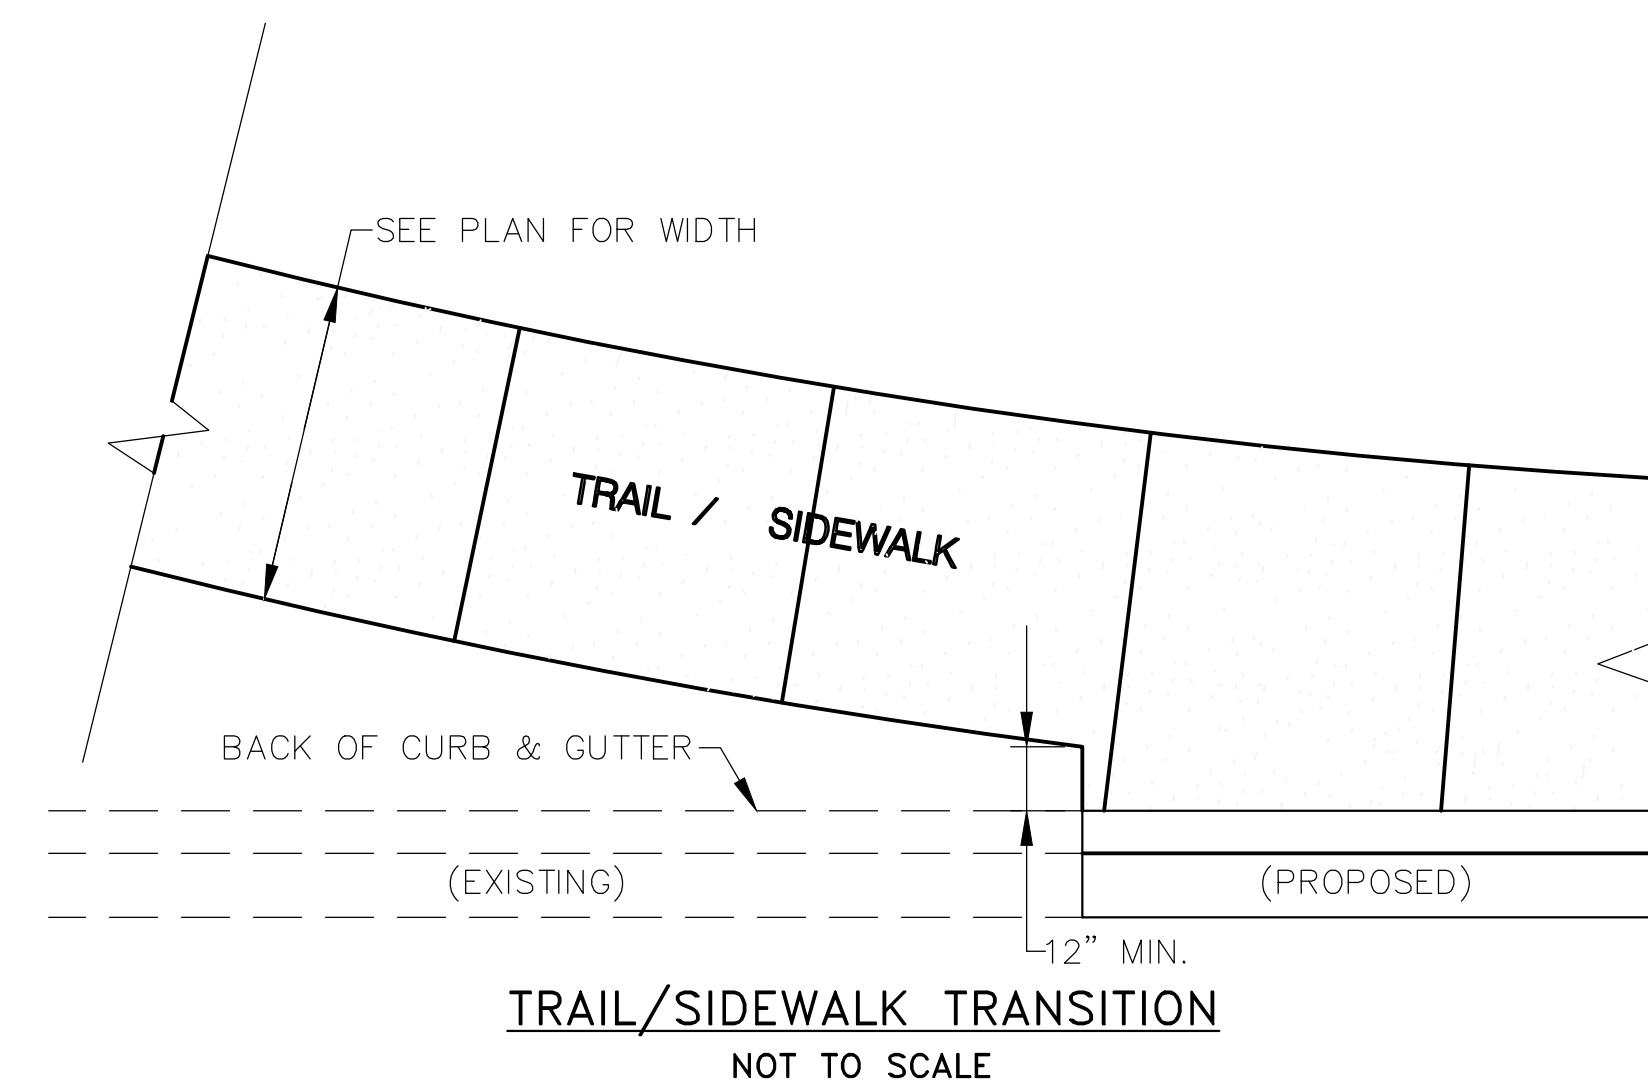 SEE PLAN FOR WIDTH
TRAIL / SIDEWALK
BACK OF CURB & GUTTER
(EXISTING)
(PROPOSED)
12” MIN.
TRAIL/SIDEWALK TRANSITION
NOT TO SCALE